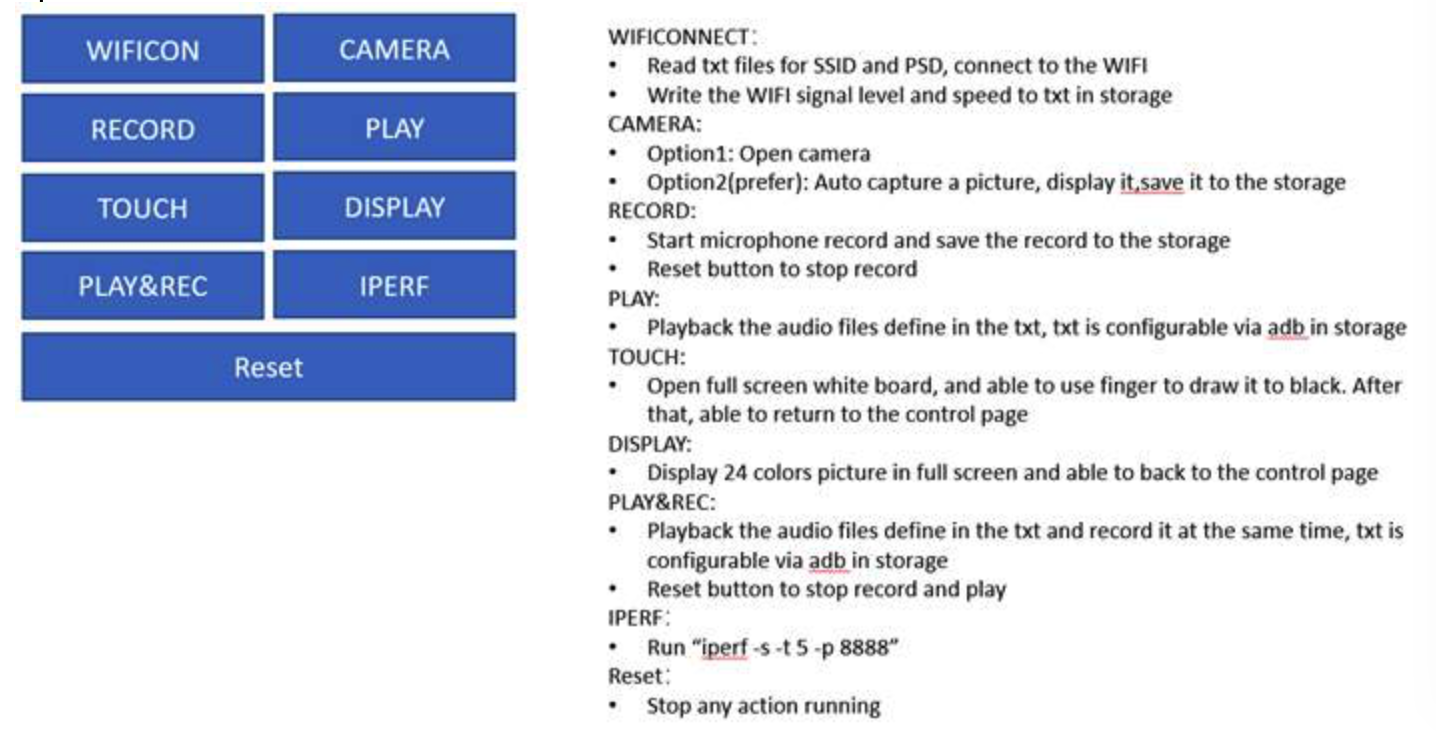 WIFICON
CAMERA
RECORD
PLAY
TOUCH
DISPLAY
PLAY&REC
IPERF
Reset
WIFICONNECT:
• Read txt files for SSID and PSD, connect to the WIFI
• Write the WIFI signal level and speed to txt in storage
CAMERA:
• Option1: Open camera
• Option2(prefer): Auto capture a picture, display it,save it to the storage
RECORD:
• Start microphone record and save the record to the storage
• Reset button to stop record
PLAY:
• Playback the audio files define in the txt, txt is configurable via adb in storage
TOUCH:
• Open full screen white board, and able to use finger to draw it to black. After
that, able to return to the control page
DISPLAY:
• Display 24 colors picture in full screen and able to back to the control page
PLAY&REC:
• Playback the audio files define in the txt and record it at the same time, txt is
configurable via adb in storage
• Reset button to stop record and play
IPERF:
• Run “iperf -s -t 5 -p 8888”
Reset:
• Stop any action running